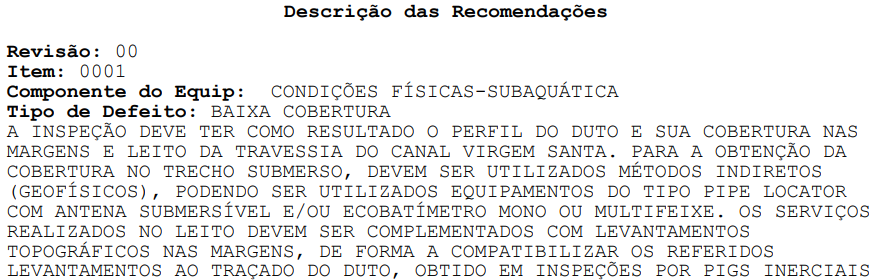 Descrição das Recomendações
Revisão: 00
Item: 0001
Componente do Equip: CONDIÇÕES FÍSICAS-SUBAQUÁTICA
Tipo de Defeito: BAIXA COBERTURA
A INSPEÇÃO DEVE TER COMO RESULTADO O PERFIL DO DUTO E SUA COBERTURA NAS
MARGENS E LEITO DA TRAVESSIA DO CANAL VIRGEM SANTA. PARA A OBTENÇÃO DA
COBERTURA NO TRECHO SUBMERSO, DEVEM SER UTILIZADOS MÉTODOS INDIRETOS
(GEOFÍSICOS), PODENDO SER UTILIZADOS EQUIPAMENTOS DO TIPO PIPE LOCATOR
COM ANTENA SUBMERSÍVEL E/OU ECOBATÍMETRO MONO OU MULTIFEIXE. OS SERVIÇOS
REALIZADOS NO LEITO DEVEM SER COMPLEMENTADOS COM LEVANTAMENTOS
TOPOGRÁFICOS NAS MARGENS, DE FORMA A COMPATIBILIZAR OS REFERIDOS
LEVANTAMENTOS AO TRAÇADO DO DUTO, OBTIDO EM INSPEÇÕES POR PIGS INERCIAIS